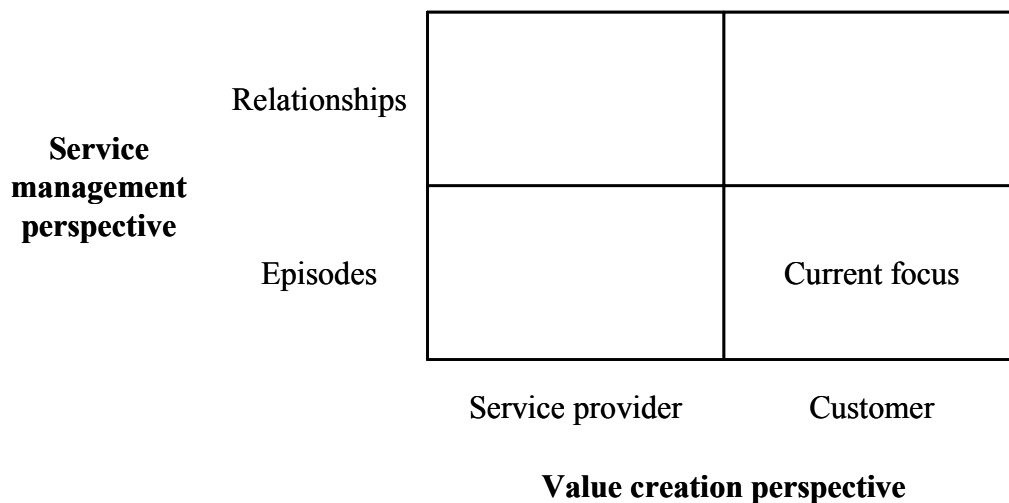 Relationships
Service
management
perspective
Episodes
Current focus
Service provider
Customer
Value creation perspective